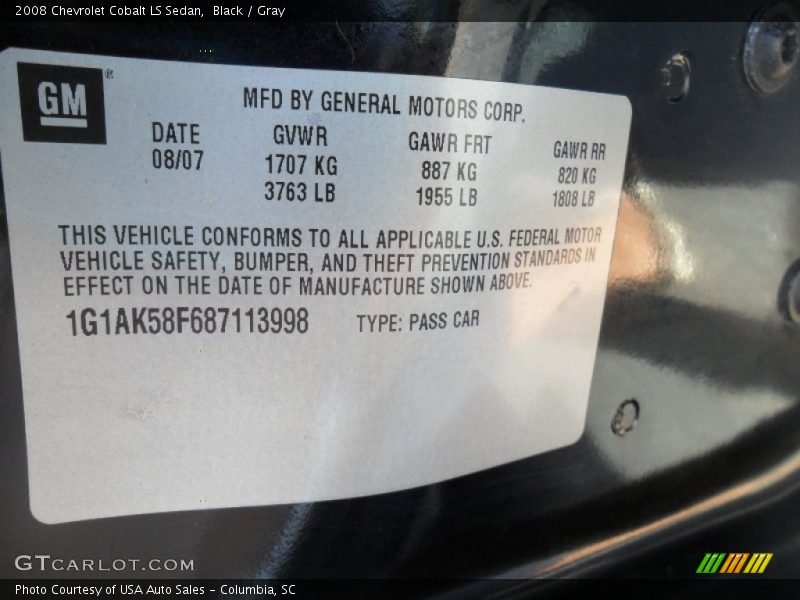 2008 Chevrolet Cobalt LS Sedan, Black / Gray
GM®
MFD BY GENERAL MOTORS CORP.
DATE GVWR GAWR FRT GAWR RR
08/07 1707 KG 887 KG 820 KG
3763 LB 1955 LB 1808 LB
THIS VEHICLE CONFORMS TO ALL APPLICABLE U.S. FEDERAL MOTOR
VEHICLE SAFETY, BUMPER, AND THEFT PREVENTION STANDARDS IN
EFFECT ON THE DATE OF MANUFACTURE SHOWN ABOVE.
1G1AK58F687113998 TYPE: PASS CAR
GTCARLOT.COM
Photo Courtesy of USA Auto Sales - Columbia, SC